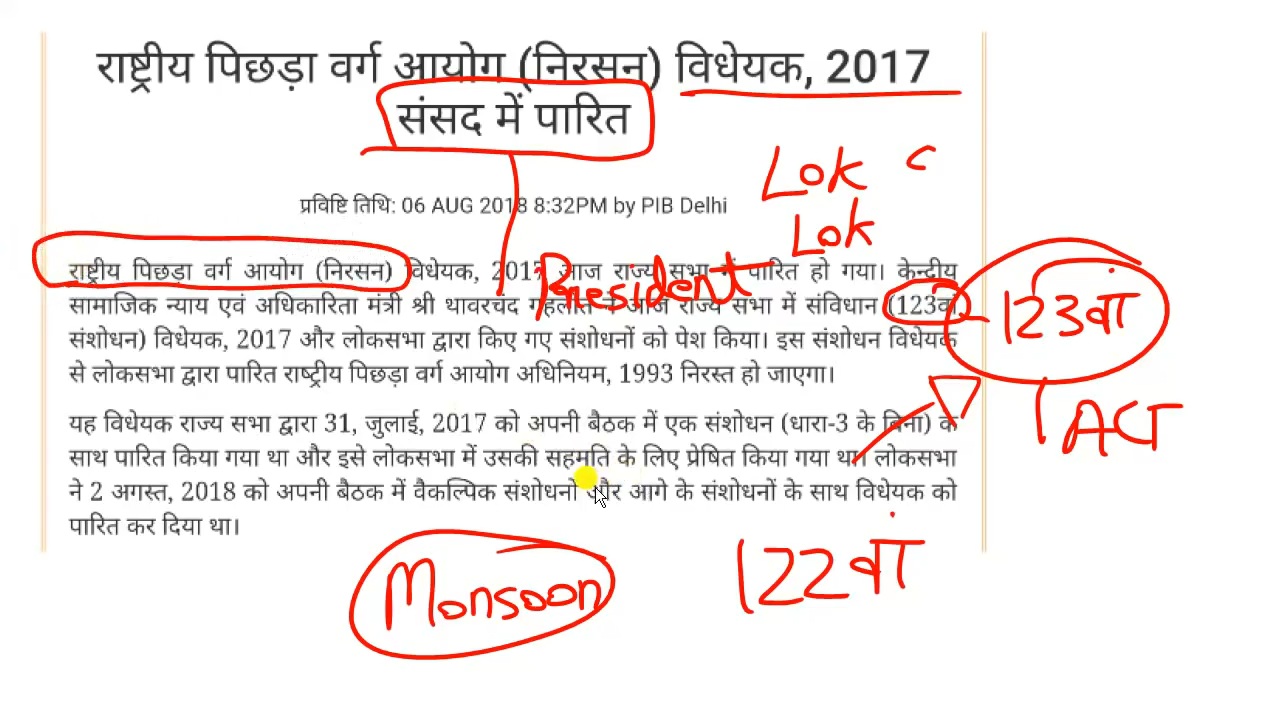 राष्ट्रीय पिछड़ा वर्ग आयोग (निरसन) विधेयक, 2017
संसद में पारित
Lok
प्रविष्टि तिथि: 06 AUG 2018 8:32PM by PIB Delhi
Lok
राष्ट्रीय पिछड़ा वर्ग आयोग (निरसन) विधेयक, 2017 आज राज्य सभा में पारित हो गया। केन्द्रीय
President
सामाजिक न्याय एवं अधिकारिता मंत्री श्री थावरचंद गहलोत ने आज राज्य सभा में संविधान (123वां
123वां
संशोधन) विधेयक, 2017 और लोकसभा द्वारा किए गए संशोधनों को पेश किया। इस संशोधन विधेयक
से लोकसभा द्वारा पारित राष्ट्रीय पिछड़ा वर्ग आयोग अधिनियम, 1993 निरस्त हो जाएगा।
यह विधेयक राज्य सभा द्वारा 31, जुलाई, 2017 को अपनी बैठक में एक संशोधन (धारा-3 के बिना) के
ACT
साथ पारित किया गया था और इसे लोकसभा में उसकी सहमति के लिए प्रेषित किया गया था। लोकसभा
ने 2 अगस्त, 2018 को अपनी बैठक में वैकल्पिक संशोधनों और आगे के संशोधनों के साथ विधेयक को
पारित कर दिया था।
Monsoon
122वां